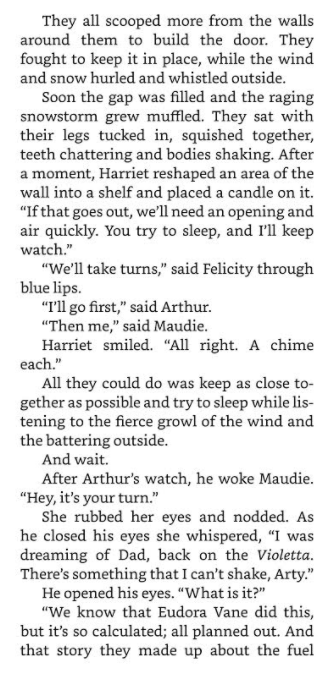 They all scooped more from the walls
around them to build the door. They
fought to keep it in place, while the wind
and snow hurled and whistled outside.
Soon the gap was filled and the raging
snowstorm grew muffled. They sat with
their legs tucked in, squished together,
teeth chattering and bodies shaking. After
a moment, Harriet reshaped an area of the
wall into a shelf and placed a candle on it.
“If that goes out, we’ll need an opening and
air quickly. You try to sleep, and I’ll keep
watch.”
“We’ll take turns,” said Felicity through
blue lips.
“I’ll go first,” said Arthur.
“Then me,” said Maudie.
Harriet smiled. “All right. A chime
each.”
All they could do was keep as close to-
gether as possible and try to sleep while lis-
tening to the fierce growl of the wind and
the battering outside.
And wait.
After Arthur’s watch, he woke Maudie.
“Hey, it’s your turn.”
She rubbed her eyes and nodded. As
he closed his eyes she whispered, “I was
dreaming of Dad, back on the Violetta.
There’s something that I can’t shake, Arty.”
He opened his eyes. “What is it?”
“We know that Eudora Vane did this,
but it’s so calculated; all planned out. And
that story they made up about the fuel